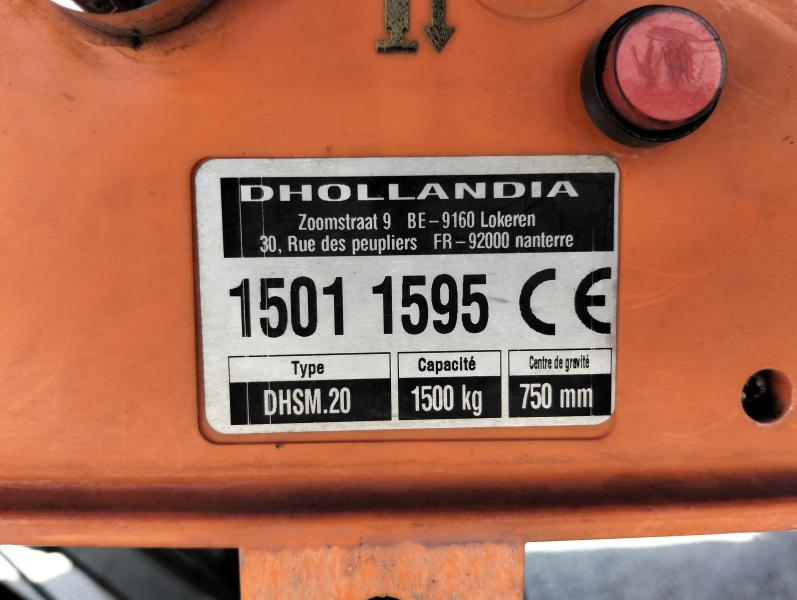 DHOLLANDIA
Zoomstraat 9 BE-9160 Lokeren
30, Rue des peupliers FR-92000 nanterre
1501 1595 CE
Type
DHSM.20
Capacité
1500 kg
Centre de gravité
750 mm